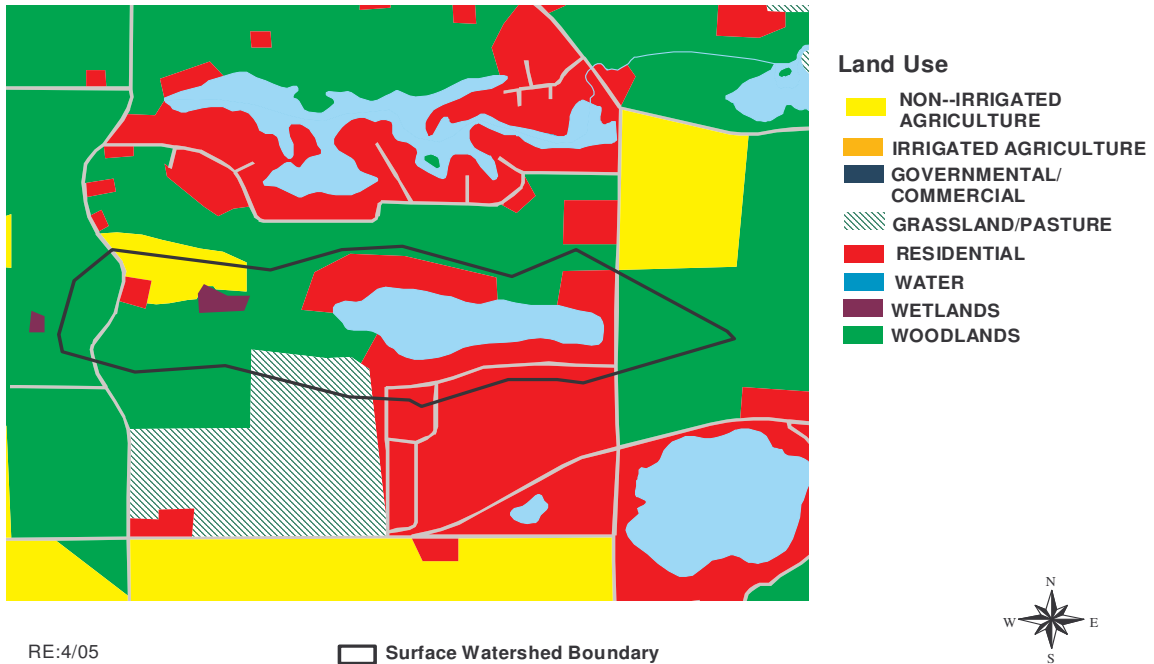 Land Use
NON--IRRIGATED
AGRICULTURE
IRRIGATED AGRICULTURE
GOVERNMENTAL/
COMMERCIAL
GRASSLAND/PASTURE
RESIDENTIAL
WATER
WETLANDS
WOODLANDS
N
W E
S
RE:4/05
Surface Watershed Boundary